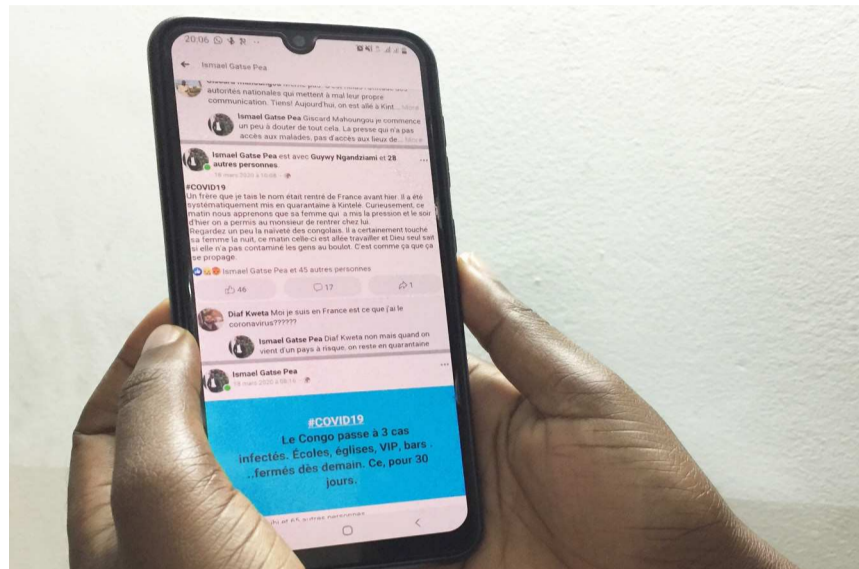 20:06
Ismael Gatse Pea
autorités nationales qui mettent à mal leur propre
communication. Tiens! Aujourd'hui, on est allé à Kint... More
Ismael Gatse Pea Giscard Mahoungou je commence
un peu à douter de tout cela. La presse qui n'a pas
accès aux malades, pas d'accès aux lieux de... More
Ismael Gatse Pea est avec Guywy Ngandziami et 28
autres personnes.
#COVID19
Un frère que je tais le nom était rentré de France avant hier. Il a été
systématiquement mis en quarantaine à Kintelé. Curieusement, ce
matin nous apprenons que sa femme qui a mis la pression et le soir
d'hier on a permis au monsieur de rentrer chez lui.
Regardez un peu la naïveté des congolais. Il a certainement touché
sa femme la nuit, ce matin celle-ci est allée travailler et Dieu seul sait
si elle n'a pas contaminé les gens au boulot. C'est comme ça que ça
se propage.
Ismael Gatse Pea et 45 autres personnes
46
17
1
Diaf Kweta Moi je suis en France est ce que j'ai le
coronavirus??????
Ismael Gatse Pea Diaf Kweta non mais quand on
vient d'un pays à risque, on reste en quarantaine
Ismael Gatse Pea
#COVID19
Le Congo passe à 3 cas
infectés. Écoles, églises, VIP, bars .
..fermés dès demain. Ce, pour 30
jours.